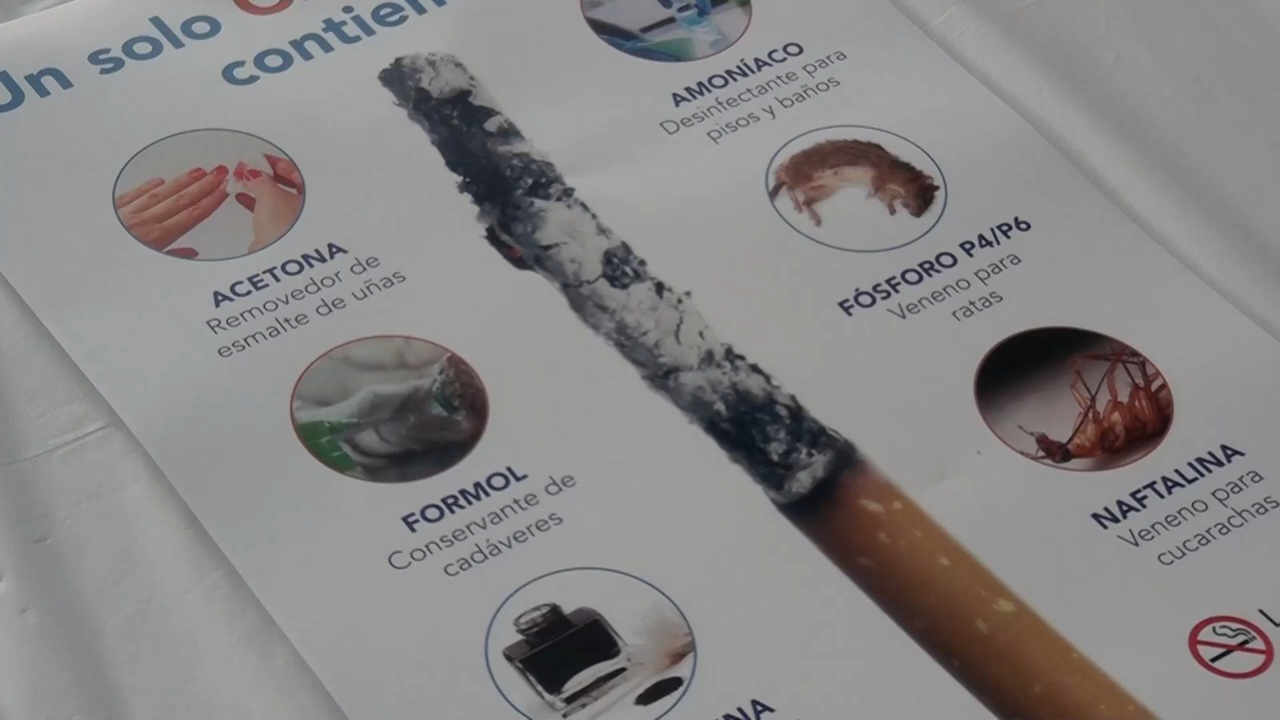 Un solo
contien
AMONÍACO
Desinfectante para
pisos y baños
ACETONA
Removedor de
esmalte de uñas
FÓSFORO P4/P6
Veneno para
ratas
FORMOL
Conservante de
cadáveres
NAFTALINA
Veneno para
cucarachas